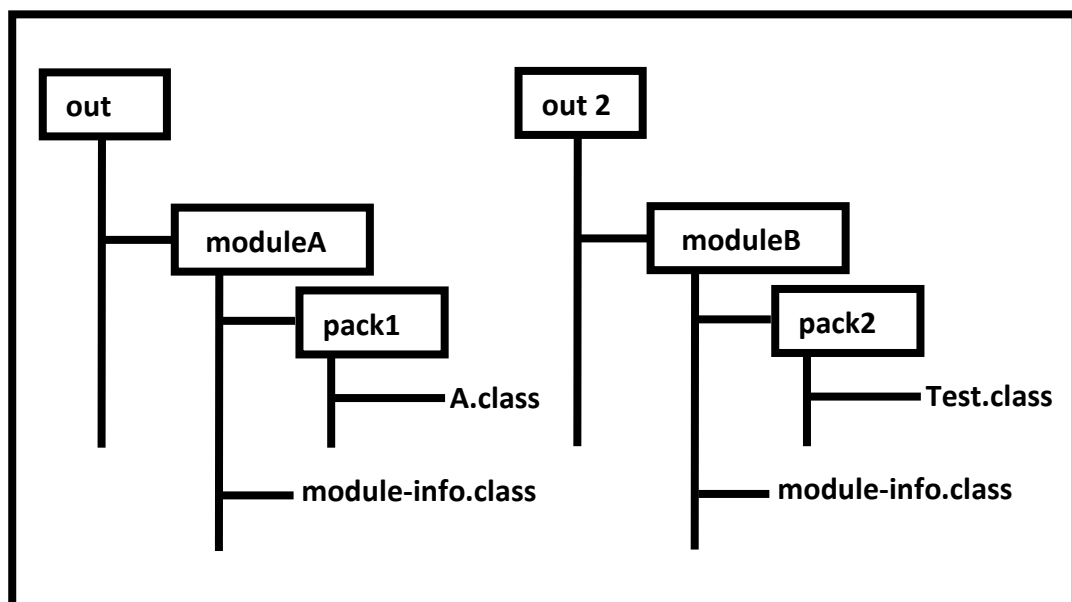 out
moduleA
pack1
A.class
module-info.class
out 2
moduleB
pack2
Test.class
module-info.class